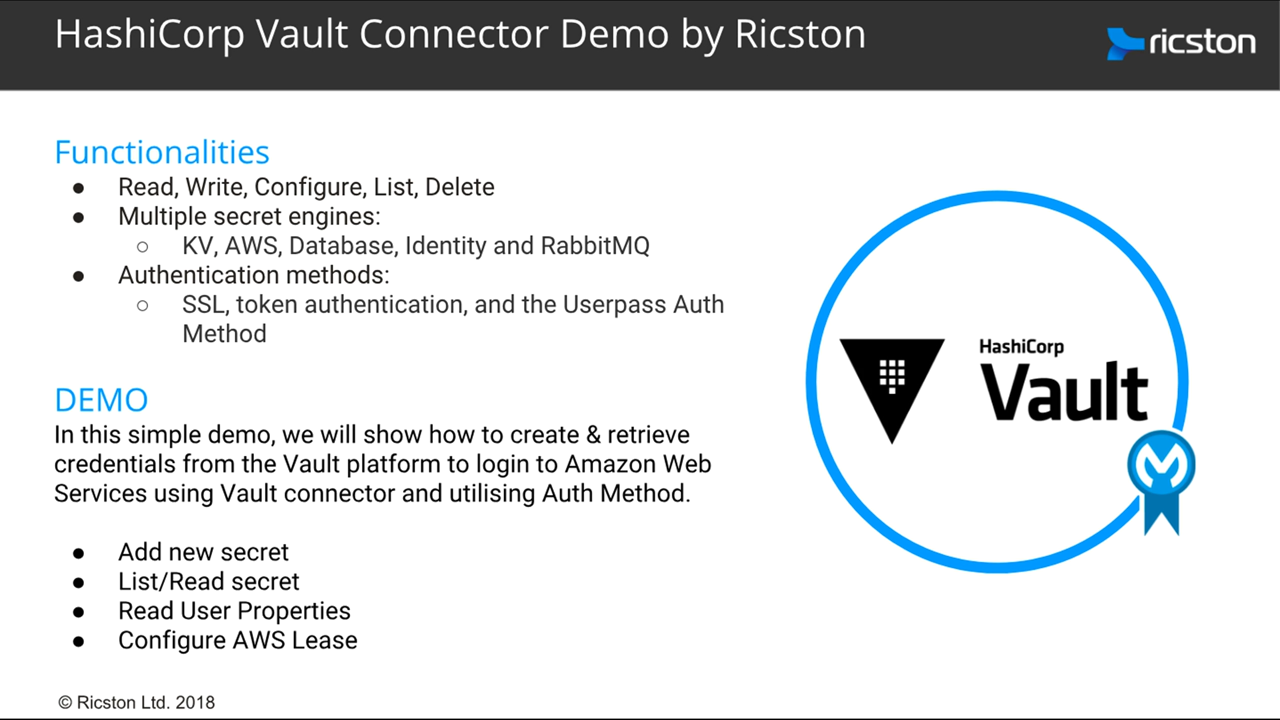 HashiCorp Vault Connector Demo by Ricston
ricston
Functionalities
● Read, Write, Configure, List, Delete
● Multiple secret engines:
○ KV, AWS, Database, Identity and RabbitMQ
● Authentication methods:
○ SSL, token authentication, and the Userpass Auth
Method
HashiCorp
Vault
DEMO
In this simple demo, we will show how to create & retrieve
credentials from the Vault platform to login to Amazon Web
Services using Vault connector and utilising Auth Method.
● Add new secret
● List/Read secret
● Read User Properties
● Configure AWS Lease
© Ricston Ltd. 2018